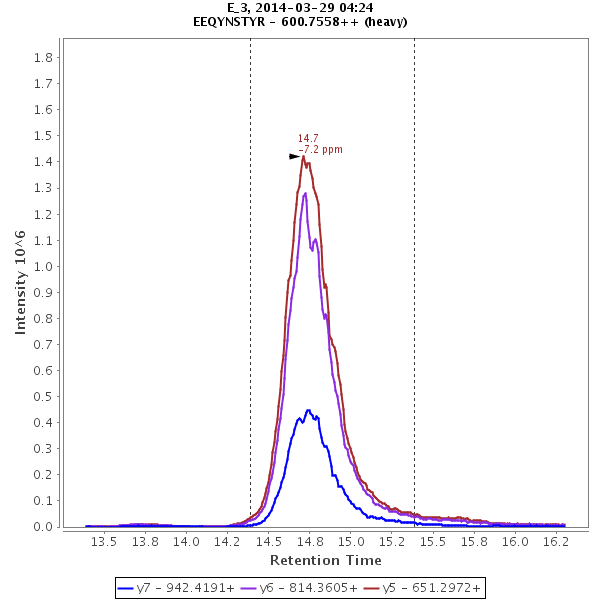 E_3, 2014-03-29 04:24
EEQYNSTYR - 600.7558++ (heavy)
1.8
1.7
1.6
1.5
1.4
1.3
1.2
1.1
1.0
0.9
0.8
0.7
0.6
0.5
0.4
0.3
0.2
0.1
0.0
Intensity 10^6
14.7
-7.2 ppm
13.5 13.8 14.0 14.2 14.5 14.8 15.0 15.2 15.5 15.8 16.0 16.2
Retention Time
y7 - 942.4191+ y6 - 814.3605+ y5 - 651.2972+